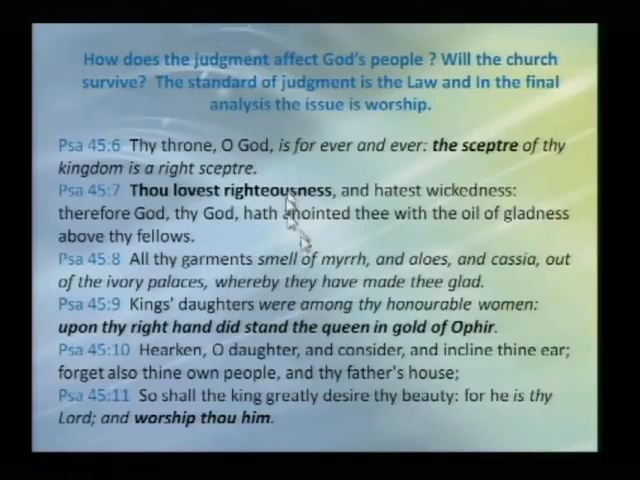 How does the judgment affect God's people ? Will the church
survive? The standard of judgment is the Law and In the final
analysis the issue is worship.
Psa 45:6 Thy throne, O God, is for ever and ever: the sceptre of thy
kingdom is a right sceptre.
Psa 45:7 Thou lovest righteousness, and hatest wickedness:
therefore God, thy God, hath anointed thee with the oil of gladness
above thy fellows.
Psa 45:8 All thy garments smell of myrrh, and aloes, and cassia, out
of the ivory palaces, whereby they have made thee glad.
Psa 45:9 Kings' daughters were among thy honourable women:
upon thy right hand did stand the queen in gold of Ophir.
Psa 45:10 Hearken, O daughter, and consider, and incline thine ear;
forget also thine own people, and thy father's house;
Psa 45:11 So shall the king greatly desire thy beauty: for he is thy
Lord; and worship thou him.